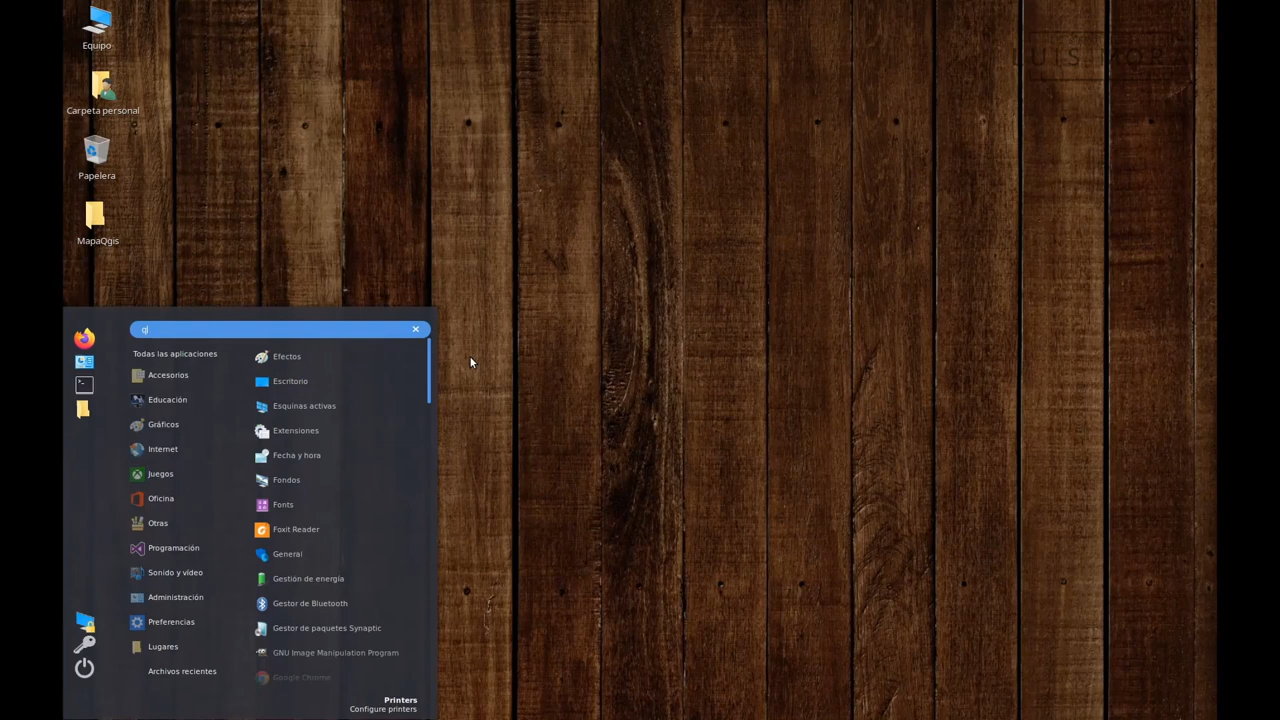 Equipo
Carpeta personal
Papelera
MapaQgis
q
Todas las aplicaciones
Accesorios
Educación
Gráficos
Internet
Juegos
Oficina
Otras
Programación
Sonido y vídeo
Administración
Preferencias
Lugares
Archivos recientes
Efectos
Escritorio
Esquinas activas
Extensiones
Fecha y hora
Fondos
Fonts
Foxit Reader
General
Gestión de energía
Gestor de Bluetooth
Gestor de paquetes Synaptic
GNU Image Manipulation Program
Google Chrome
Printers
Configure printers